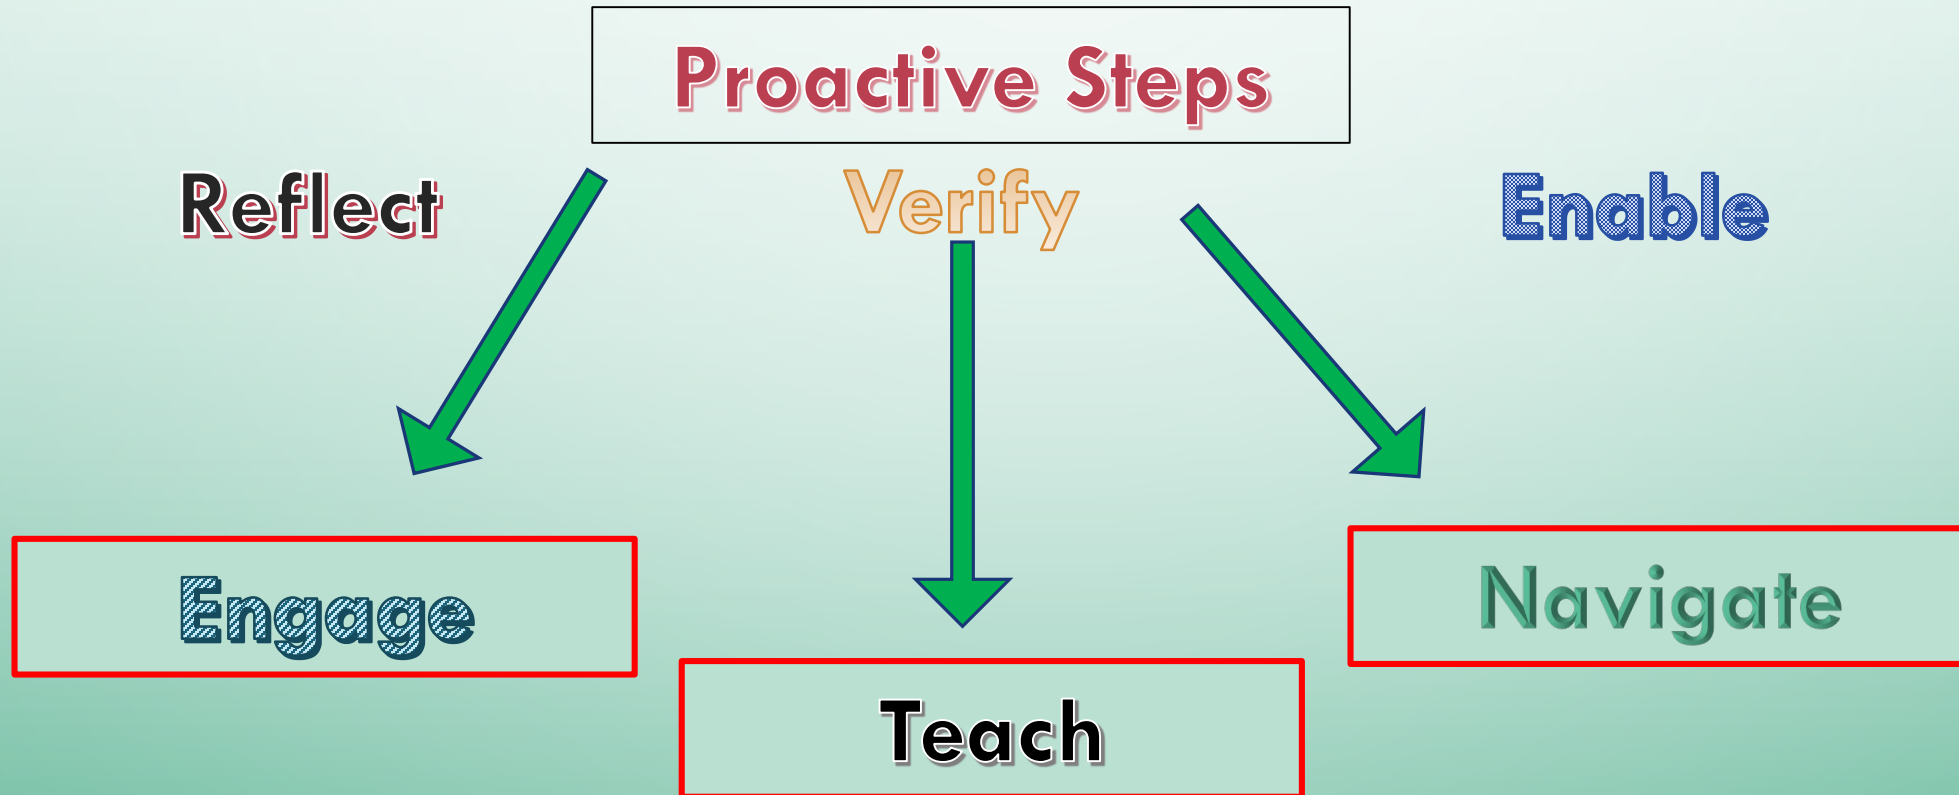 Proactive Steps
Reflect
Verify
Enable
Engage
Navigate
Teach